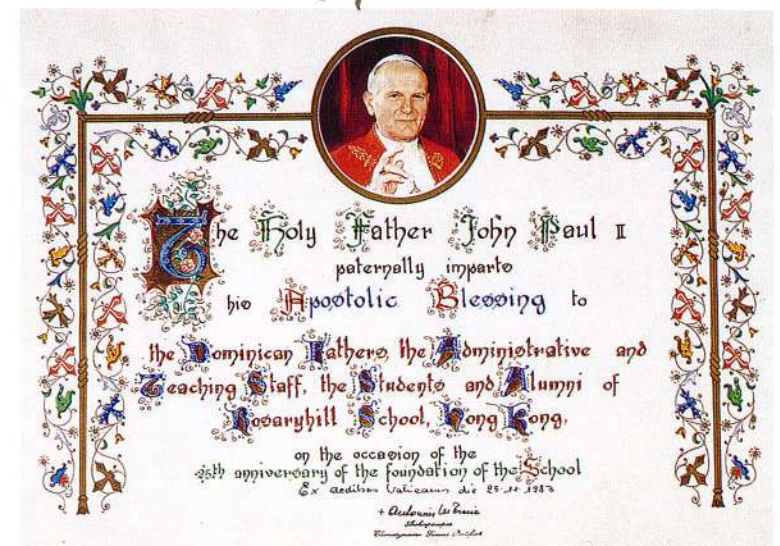 The Holy Father John Paul II
paternally imparts
his Apostolic Blessing to
the Dominican Fathers, the Administrative and
Teaching Staff, the Students and Alumni of
Rosaryhill School, Hong Kong,
on the occasion of the
25th anniversary of the foundation of the School
Ex Aedibus Vaticanis die 25-11-1983